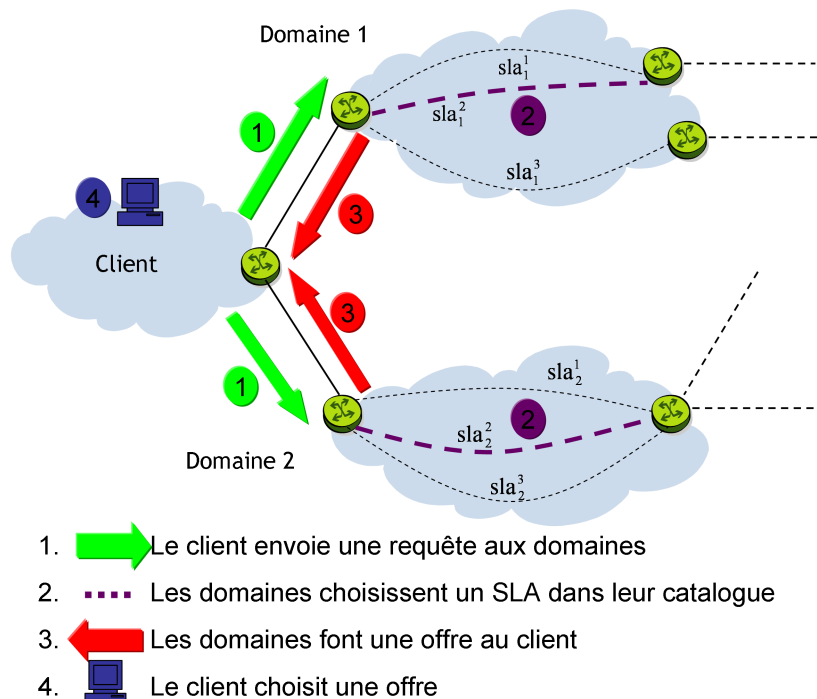 Domaine 1
sla₁¹
1
sla₁²
2
sla₁³
3
4
Client
3
1
sla₂¹
2
sla₂²
Domaine 2
sla₂³
1. Le client envoie une requête aux domaines
2. Les domaines choisissent un SLA dans leur catalogue
3. Les domaines font une offre au client
4. Le client choisit une offre